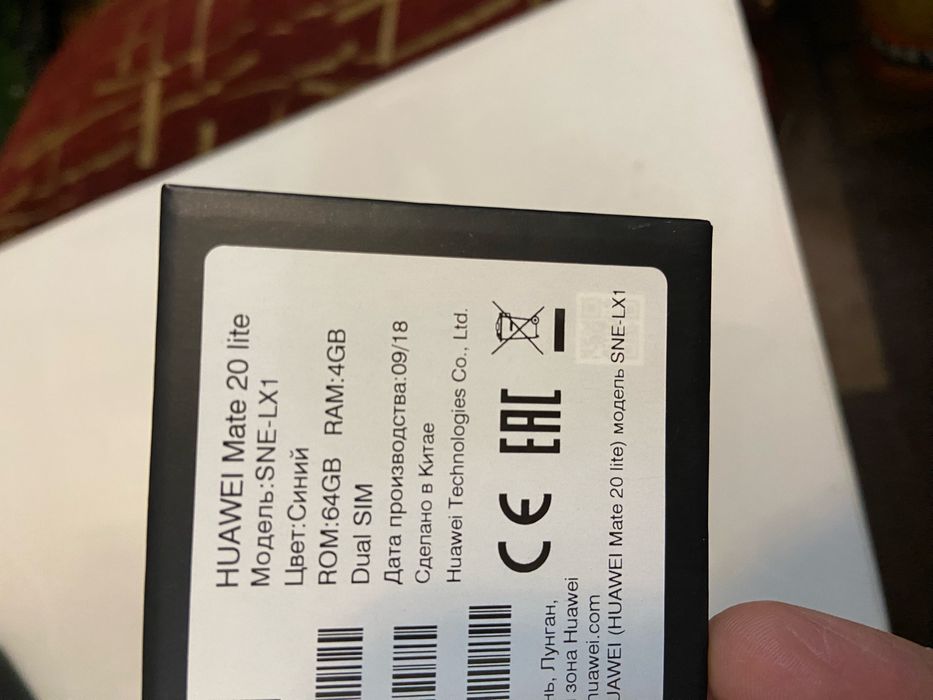 HUAWEI Mate 20 lite
Модель:SNE-LX1
Цвет:Синий
ROM:64GB RAM:4GB
Dual SIM
Дата производства:09/18
Сделано в Китае
Huawei Technologies Co., Ltd.
CE EAC
нь, Лунган,
зона Huawei
huawei.com
UAWEI (HUAWEI Mate 20 lite) модель SNE-LX1